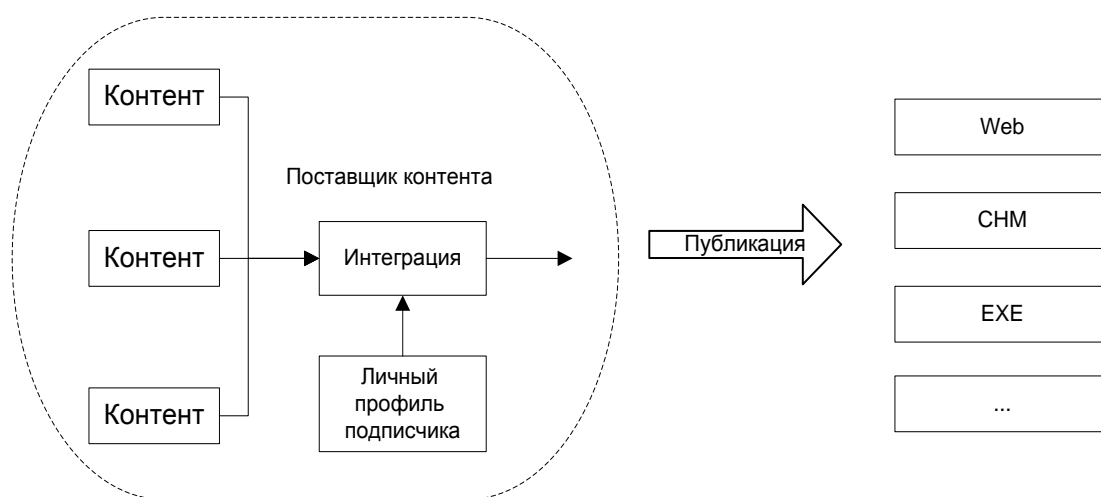 Контент
Контент
Контент
Поставщик контента
Интеграция
Личный
профиль
подписчика
Публикация
Web
CHM
EXE
...